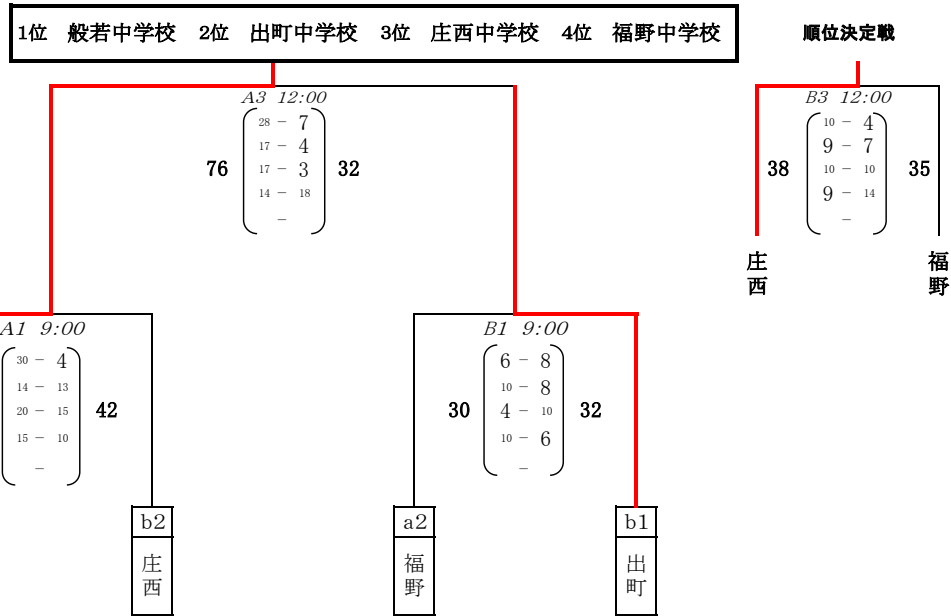 1位 般若中学校 2位 出町中学校 3位 庄西中学校 4位 福野中学校
順位決定戦
A3 12:00
76
28 － 7
17 － 4
17 － 3
14 － 18
－
32
B3 12:00
38
10 － 4
9 － 7
10 － 10
9 － 14
－
35
庄西
福野
A1 9:00
30 － 4
14 － 13
20 － 15
15 － 10
－
42
B1 9:00
30
6 － 8
10 － 8
4 － 10
10 － 6
－
32
b2
庄西
a2
福野
b1
出町